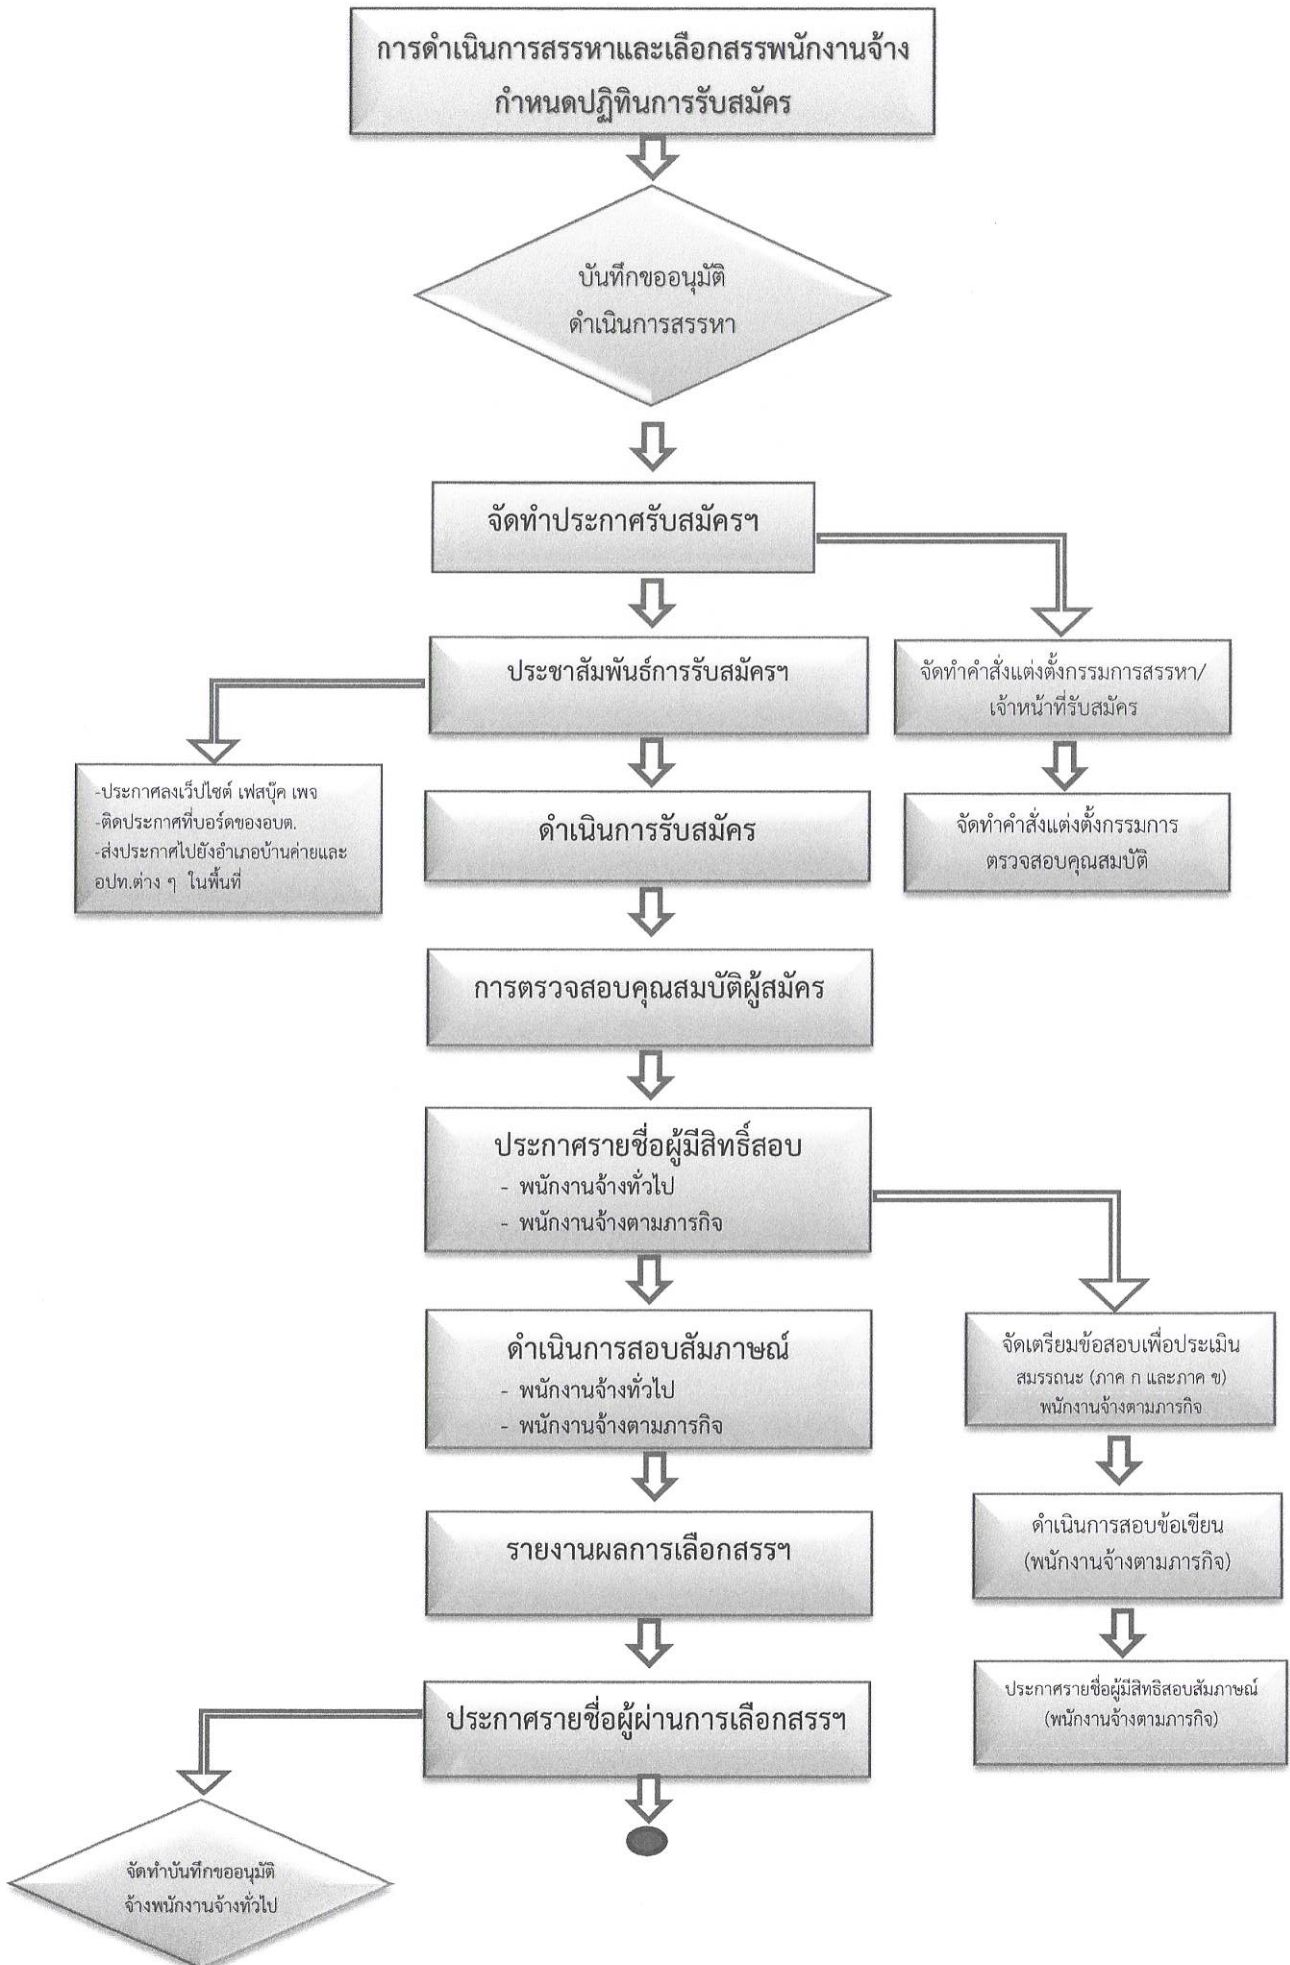 การดำเนินการสรรหาและเลือกสรรพนักงานจ้าง
กำหนดปฏิทินการรับสมัคร
บันทึกขออนุมัติ
ดำเนินการสรรหา
จัดทำประกาศรับสมัครฯ
ประชาสัมพันธ์การรับสมัครฯ
จัดทำคำสั่งแต่งตั้งกรรมการสรรหา/
เจ้าหน้าที่รับสมัคร
-ประกาศลงเว็ปไซต์ เฟสบุ๊ค เพจ
-ติดประกาศที่บอร์ดของอบต.
-ส่งประกาศไปยังอำเภอบ้านค่ายและ
อปท.ต่าง ๆ ในพื้นที่
ดำเนินการรับสมัคร
จัดทำคำสั่งแต่งตั้งกรรมการ
ตรวจสอบคุณสมบัติ
การตรวจสอบคุณสมบัติผู้สมัคร
ประกาศรายชื่อผู้มีสิทธิ์สอบ
- พนักงานจ้างทั่วไป
- พนักงานจ้างตามภารกิจ
ดำเนินการสอบสัมภาษณ์
- พนักงานจ้างทั่วไป
- พนักงานจ้างตามภารกิจ
จัดเตรียมข้อสอบเพื่อประเมิน
สมรรถนะ (ภาค ก และภาค ข)
พนักงานจ้างตามภารกิจ
รายงานผลการเลือกสรรฯ
ดำเนินการสอบข้อเขียน
(พนักงานจ้างตามภารกิจ)
ประกาศรายชื่อผู้ผ่านการเลือกสรรฯ
ประกาศรายชื่อผู้มีสิทธิสอบสัมภาษณ์
(พนักงานจ้างตามภารกิจ)
จัดทำบันทึกขออนุมัติ
จ้างพนักงานจ้างทั่วไป